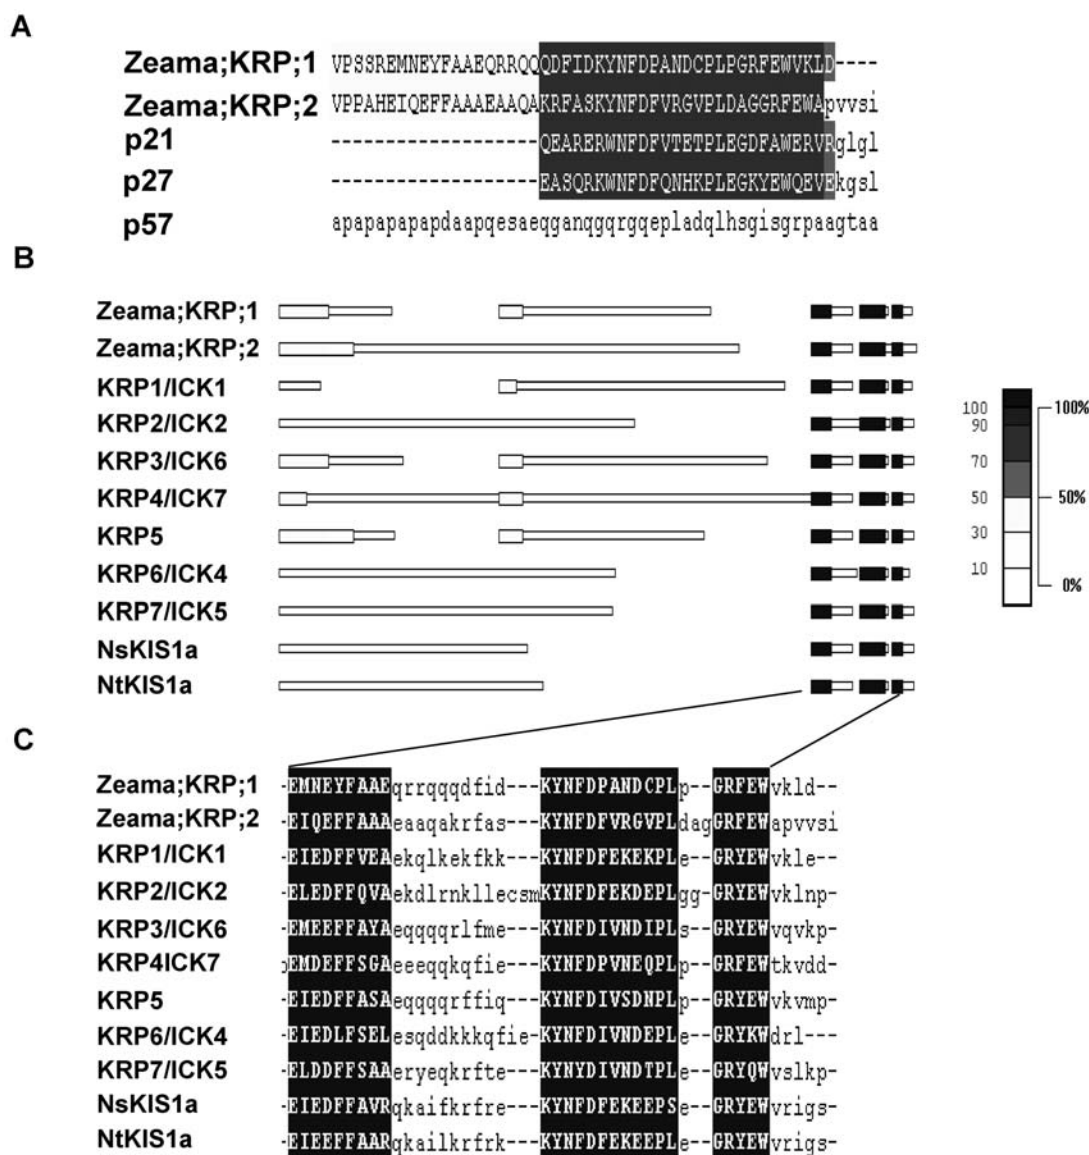 A
Zeama;KRP;1 VPSSREMNEYFAAEQRRQQQDFIDKYNFDPANDCPLPGRFEWVKLD----
Zeama;KRP;2 VPPAHEIQEFFAAAEAAQAKRFASKYNFDFVRGVPLDAGGRFEWApvvsi
p21 --------------------QEARERWNFDFVTETPLEGDFAWERVRglgl
p27 --------------------EASQRKWNFDFQNHKPLEGKYEWQEVEkgsl
p57 apapapapapdaapqesaeqganqgqrgqepladqlhsgisgrpaagtaa
B
Zeama;KRP;1
Zeama;KRP;2
KRP1/ICK1
KRP2/ICK2
KRP3/ICK6
KRP4/ICK7
KRP5
KRP6/ICK4
KRP7/ICK5
NsKIS1a
NtKIS1a
100 100%
90
70
50 50%
30
10 0%
C
Zeama;KRP;1 -EMNEYFAAEqrrqqqdfid---KYNFDPANDCPLp--GRFEWvkld--
Zeama;KRP;2 -EIQEFFAAAeaaqakrfas---KYNFDFVRGVPLdagGRFEWapvvsi
KRP1/ICK1 -EIEDFFVEAekqlkekfkk---KYNFDFEKEKPLe--GRYEWvkle--
KRP2/ICK2 -ELEDFFQVAekdlrnkllecsmKYNFDFEKDEPLgg-GRYEWvklnp-
KRP3/ICK6 -EMEEFFAYAeqqqqrlfme---KYNFDIVNDIPLs--GRYEWvqvkp-
KRP4ICK7 EMDEFFSGAeeeqqkqfie---KYNFDPVNEQPLp--GRFEWtkvdd-
KRP5 -EIEDFFASAeqqqqrffiq---KYNFDIVSDNPLp--GRYEWvkvmp-
KRP6/ICK4 -EIEDLFSELesqddkkkqfie-KYNFDIVNDEPLe--GRYKWdrl---
KRP7/ICK5 -ELDDFFSAAeryeqkrfte---KYNYDIVNDTPLe--GRYQWvslkp-
NsKIS1a -EIEDFFAVRqkaifkrfre---KYNFDFEKEEPSe--GRYEWvrigs-
NtKIS1a -EIEEFFAARqkailkrfrk---KYNFDFEKEEPLe--GRYEWvrigs-